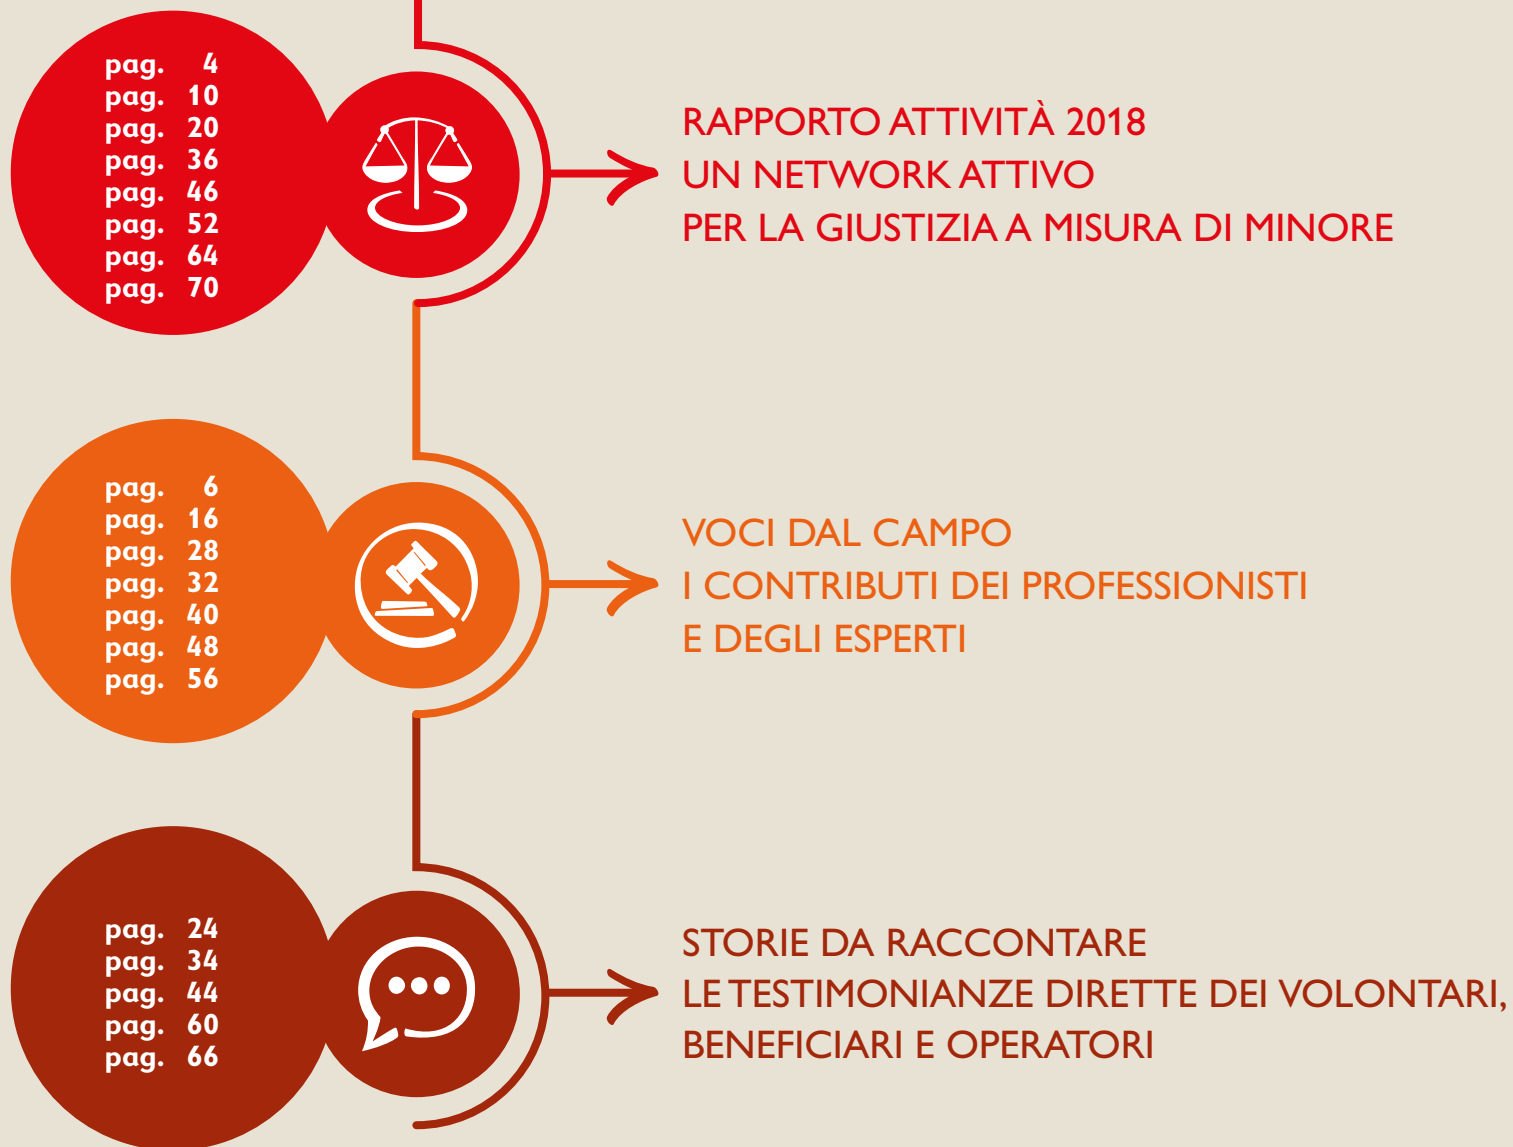 pag. 4
pag. 10
pag. 20
pag. 36
pag. 46
pag. 52
pag. 64
pag. 70
RAPPORTO ATTIVITÀ 2018
UN NETWORK ATTIVO
PER LA GIUSTIZIA A MISURA DI MINORE
pag. 6
pag. 16
pag. 28
pag. 32
pag. 40
pag. 48
pag. 56
VOCI DAL CAMPO
I CONTRIBUTI DEI PROFESSIONISTI
E DEGLI ESPERTI
pag. 24
pag. 34
pag. 44
pag. 60
pag. 66
STORIE DA RACCONTARE
LE TESTIMONIANZE DIRETTE DEI VOLONTARI,
BENEFICIARI E OPERATORI